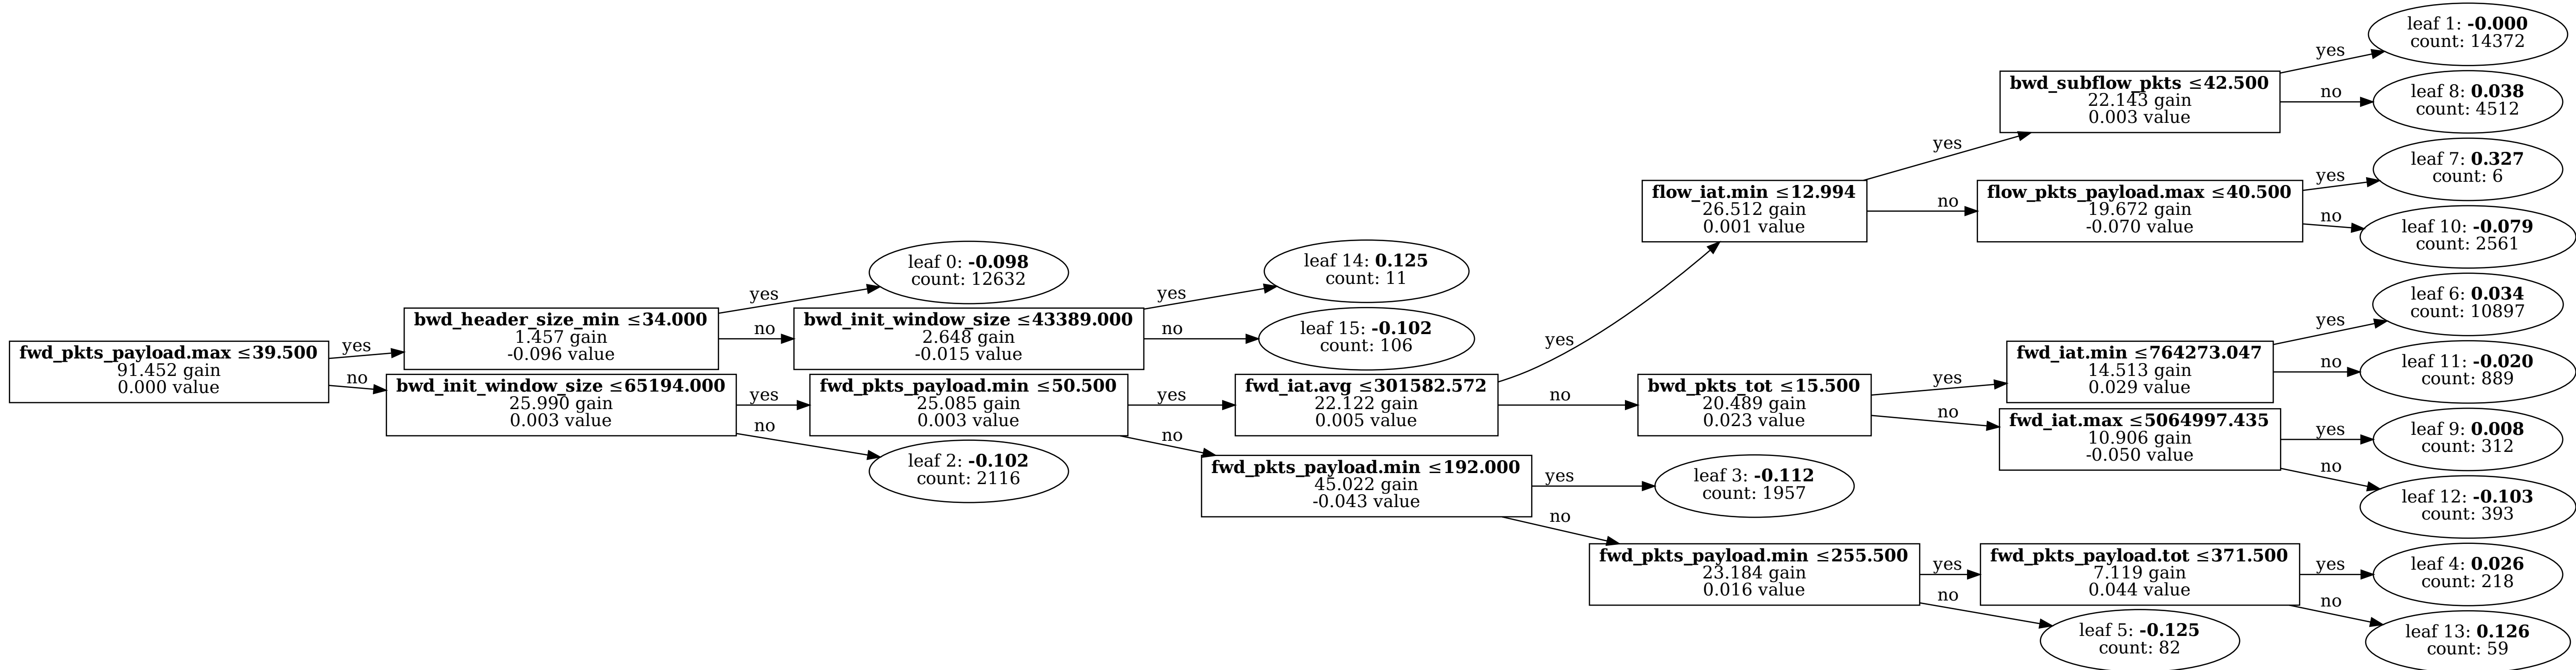 fwd_pkts_payload.max ≤39.500
91.452 gain
0.000 value
yes
no
bwd_header_size_min ≤34.000
1.457 gain
-0.096 value
yes
no
bwd_init_window_size ≤65194.000
25.990 gain
0.003 value
yes
no
leaf 0: -0.098
count: 12632
bwd_init_window_size ≤43389.000
2.648 gain
-0.015 value
yes
no
fwd_pkts_payload.min ≤50.500
25.085 gain
0.003 value
yes
no
leaf 2: -0.102
count: 2116
leaf 14: 0.125
count: 11
leaf 15: -0.102
count: 106
fwd_iat.avg ≤301582.572
22.122 gain
0.005 value
yes
no
fwd_pkts_payload.min ≤192.000
45.022 gain
-0.043 value
yes
no
flow_iat.min ≤12.994
26.512 gain
0.001 value
yes
no
bwd_pkts_tot ≤15.500
20.489 gain
0.023 value
yes
no
leaf 3: -0.112
count: 1957
fwd_pkts_payload.min ≤255.500
23.184 gain
0.016 value
yes
no
bwd_subflow_pkts ≤42.500
22.143 gain
0.003 value
yes
no
flow_pkts_payload.max ≤40.500
19.672 gain
-0.070 value
yes
no
fwd_iat.min ≤764273.047
14.513 gain
0.029 value
yes
no
fwd_iat.max ≤5064997.435
10.906 gain
-0.050 value
yes
no
fwd_pkts_payload.tot ≤371.500
7.119 gain
0.044 value
yes
no
leaf 5: -0.125
count: 82
leaf 1: -0.000
count: 14372
leaf 8: 0.038
count: 4512
leaf 7: 0.327
count: 6
leaf 10: -0.079
count: 2561
leaf 6: 0.034
count: 10897
leaf 11: -0.020
count: 889
leaf 9: 0.008
count: 312
leaf 12: -0.103
count: 393
leaf 4: 0.026
count: 218
leaf 13: 0.126
count: 59